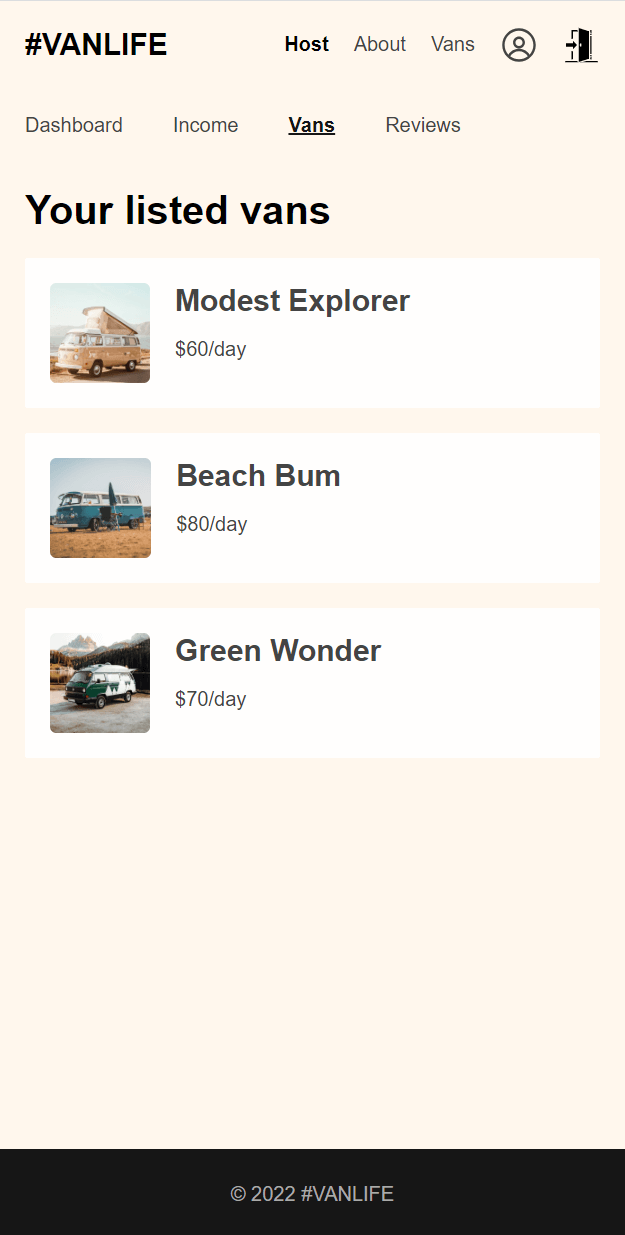 #VANLIFE Host About Vans
Dashboard Income Vans Reviews
Your listed vans
Modest Explorer
$60/day
Beach Bum
$80/day
Green Wonder
$70/day
© 2022 #VANLIFE